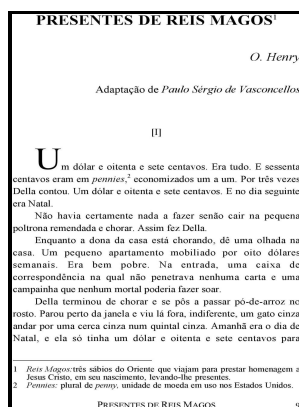 PRESENTES DE REIS MAGOS¹
O. Henry
Adaptação de Paulo Sérgio de Vasconcellos
[I]
Um dólar e oitenta e sete centavos. Era tudo. E sessenta
centavos eram em pennies,² economizados um a um. Por três vezes
Della contou. Um dólar e oitenta e sete centavos. E no dia seguinte
era Natal.
Não havia certamente nada a fazer senão cair na pequena
poltrona remendada e chorar. Assim fez Della.
Enquanto a dona da casa está chorando, dê uma olhada na
casa. Um pequeno apartamento mobiliado por oito dólares
semanais. Era bem pobre. Na entrada, uma caixa de
correspondência na qual não penetrava nenhuma carta e uma
campainha que nenhum mortal poderia fazer soar.
Della terminou de chorar e se pôs a passar pó-de-arroz no
rosto. Parou perto da janela e viu lá fora, indiferente, um gato cinza
andar por uma cerca cinza num quintal cinza. Amanhã era o dia de
Natal, e ela só tinha um dólar e oitenta e sete centavos para
1 Reis Magos: três sábios do Oriente que viajam para prestar homenagem a
Jesus Cristo, em seu nascimento, levando-lhe presentes.
2 Pennies: plural de penny, unidade de moeda em uso nos Estados Unidos.
PRESENTES DE REIS MAGOS 9